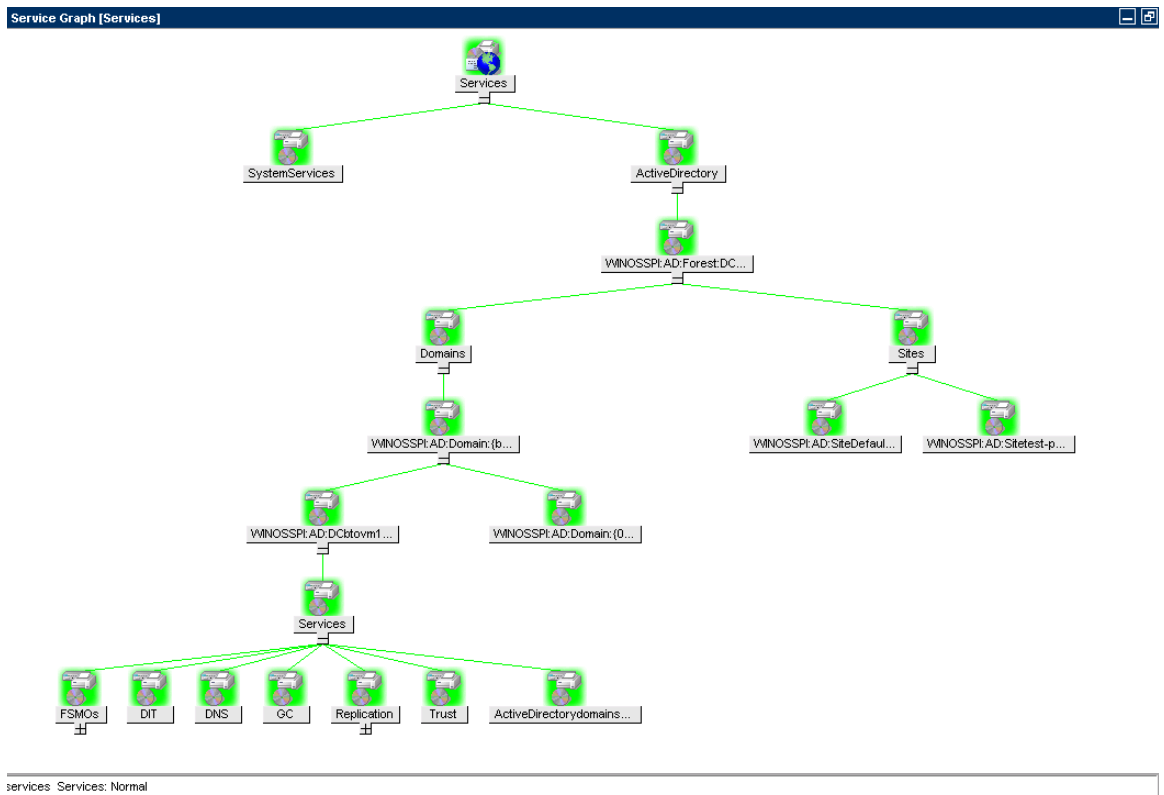 Service Graph [Services]
Services
SystemServices
ActiveDirectory
WINOSSPI:AD:Forest:DC...
Domains
Sites
WINOSSPI:AD:Domain:{b...
WINOSSPI:AD:SiteDefaul...
WINOSSPI:AD:Sitetest-p...
WINOSSPI:AD:DCbtovm1...
WINOSSPI:AD:Domain:{0...
Services
FSMOs
DIT
DNS
GC
Replication
Trust
ActiveDirectorydomains...
services Services: Normal